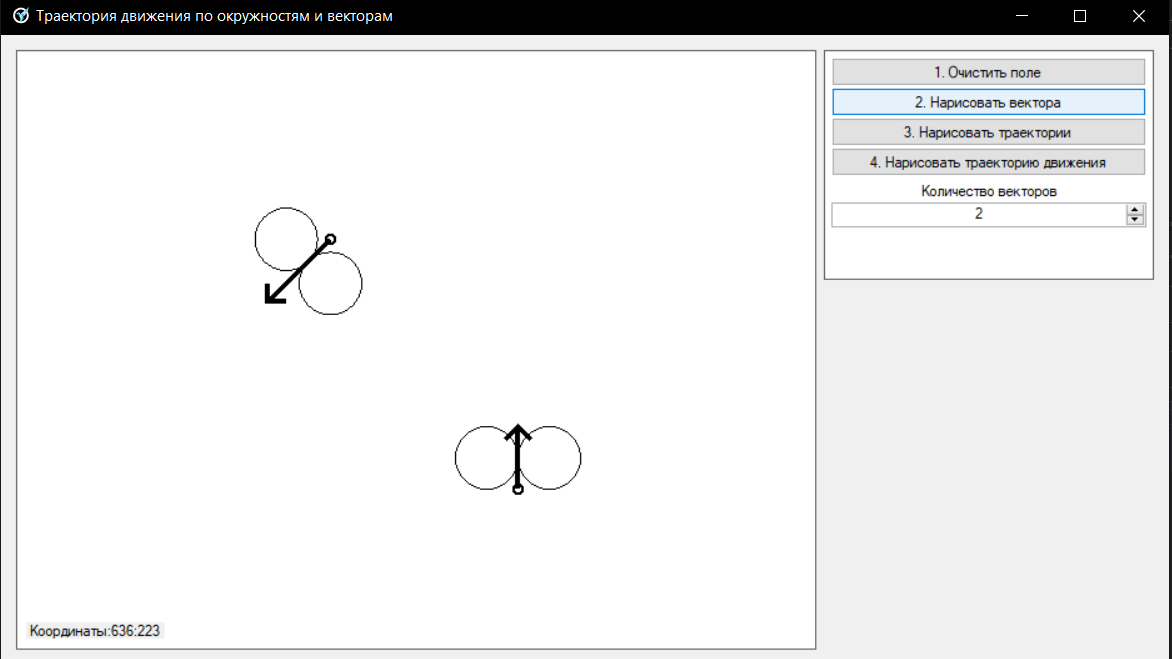 Траектория движения по окружностям и векторам
1. Очистить поле
2. Нарисовать вектора
3. Нарисовать траектории
4. Нарисовать траекторию движения
Количество векторов
2
Координаты:636:223